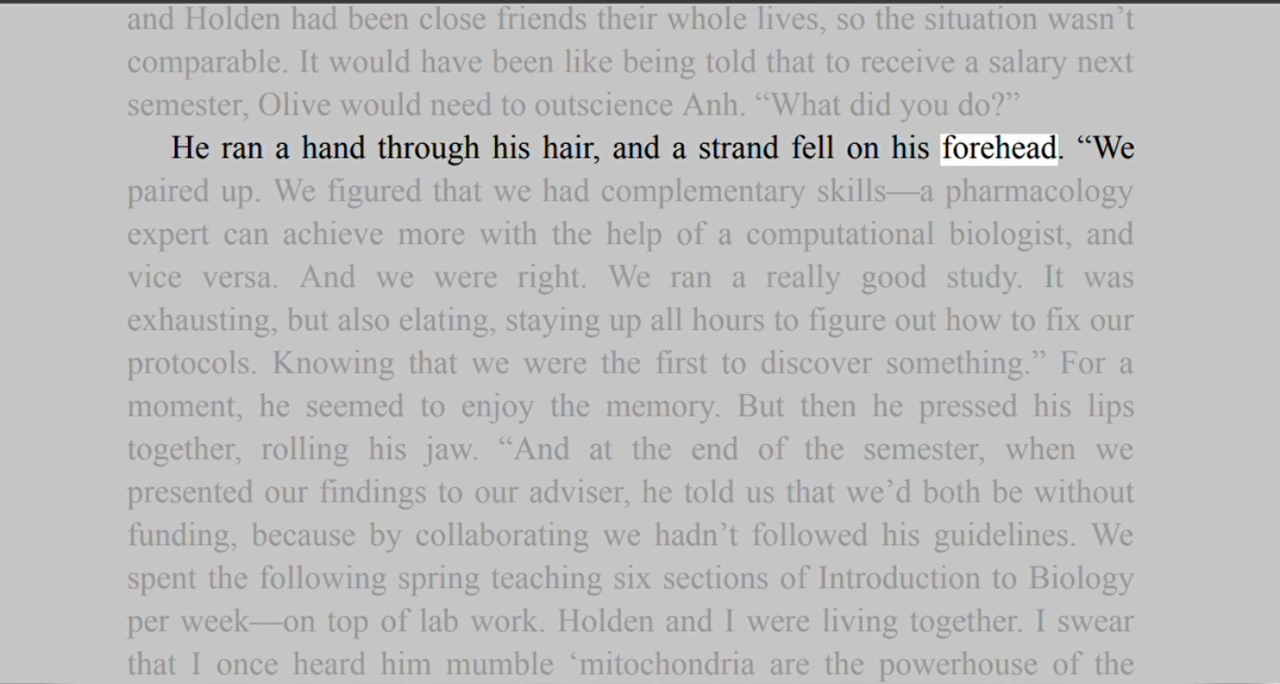 and Holden had been close friends their whole lives, so the situation wasn’t
comparable. It would have been like being told that to receive a salary next
semester, Olive would need to outscience Anh. “What did you do?”
He ran a hand through his hair, and a strand fell on his forehead. “We
paired up. We figured that we had complementary skills—a pharmacology
expert can achieve more with the help of a computational biologist, and
vice versa. And we were right. We ran a really good study. It was
exhausting, but also elating, staying up all hours to figure out how to fix our
protocols. Knowing that we were the first to discover something.” For a
moment, he seemed to enjoy the memory. But then he pressed his lips
together, rolling his jaw. “And at the end of the semester, when we
presented our findings to our adviser, he told us that we’d both be without
funding, because by collaborating we hadn’t followed his guidelines. We
spent the following spring teaching six sections of Introduction to Biology
per week—on top of lab work. Holden and I were living together. I swear
that I once heard him mumble ‘mitochondria are the powerhouse of the